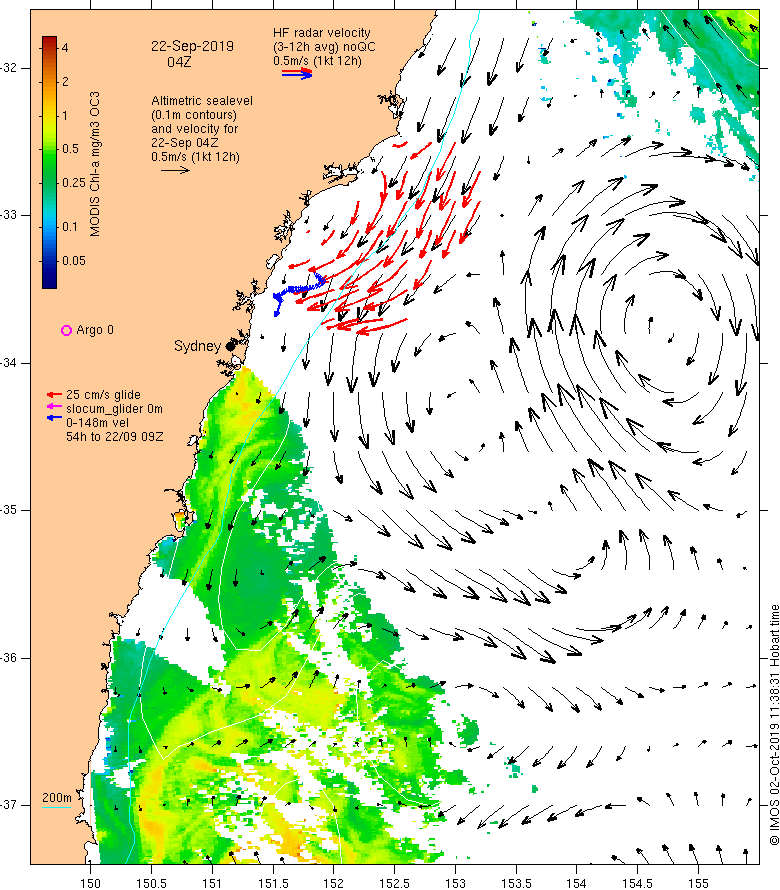 22-Sep-2019
04Z
HF radar velocity
(3-12h avg) noQC
0.5m/s (1kt 12h)
Altimetric sealevel
(0.1m contours)
and velocity for
22-Sep 04Z
0.5m/s (1kt 12h)
MODIS Chl-a mg/m3 OC3
4
2
1
0.5
0.25
0.1
0.05
Argo 0
Sydney
25 cm/s glide
slocum_glider 0m
0-148m vel
54h to 22/09 09Z
200m
-32
-33
-34
-35
-36
-37
150
150.5
151
151.5
152
152.5
153
153.5
154
154.5
155
© IMOS 02-Oct-2019 11:38:31 Hobart time